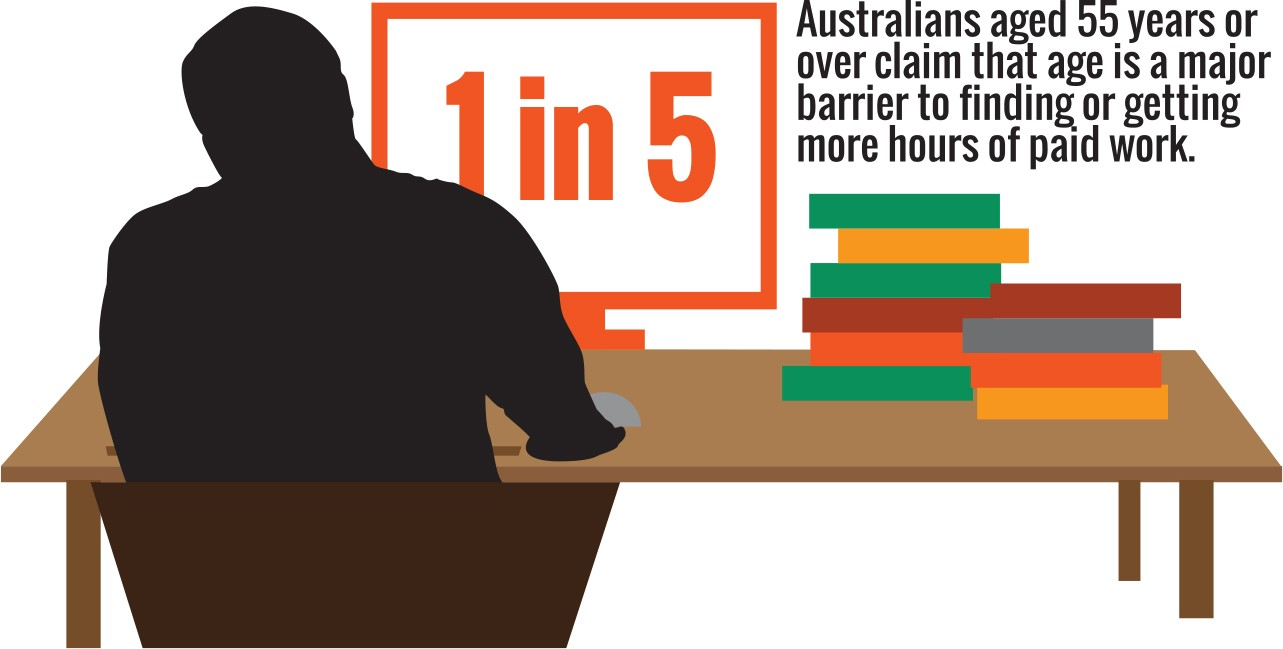 1 in 5
Australians aged 55 years or
over claim that age is a major
barrier to finding or getting
more hours of paid work.